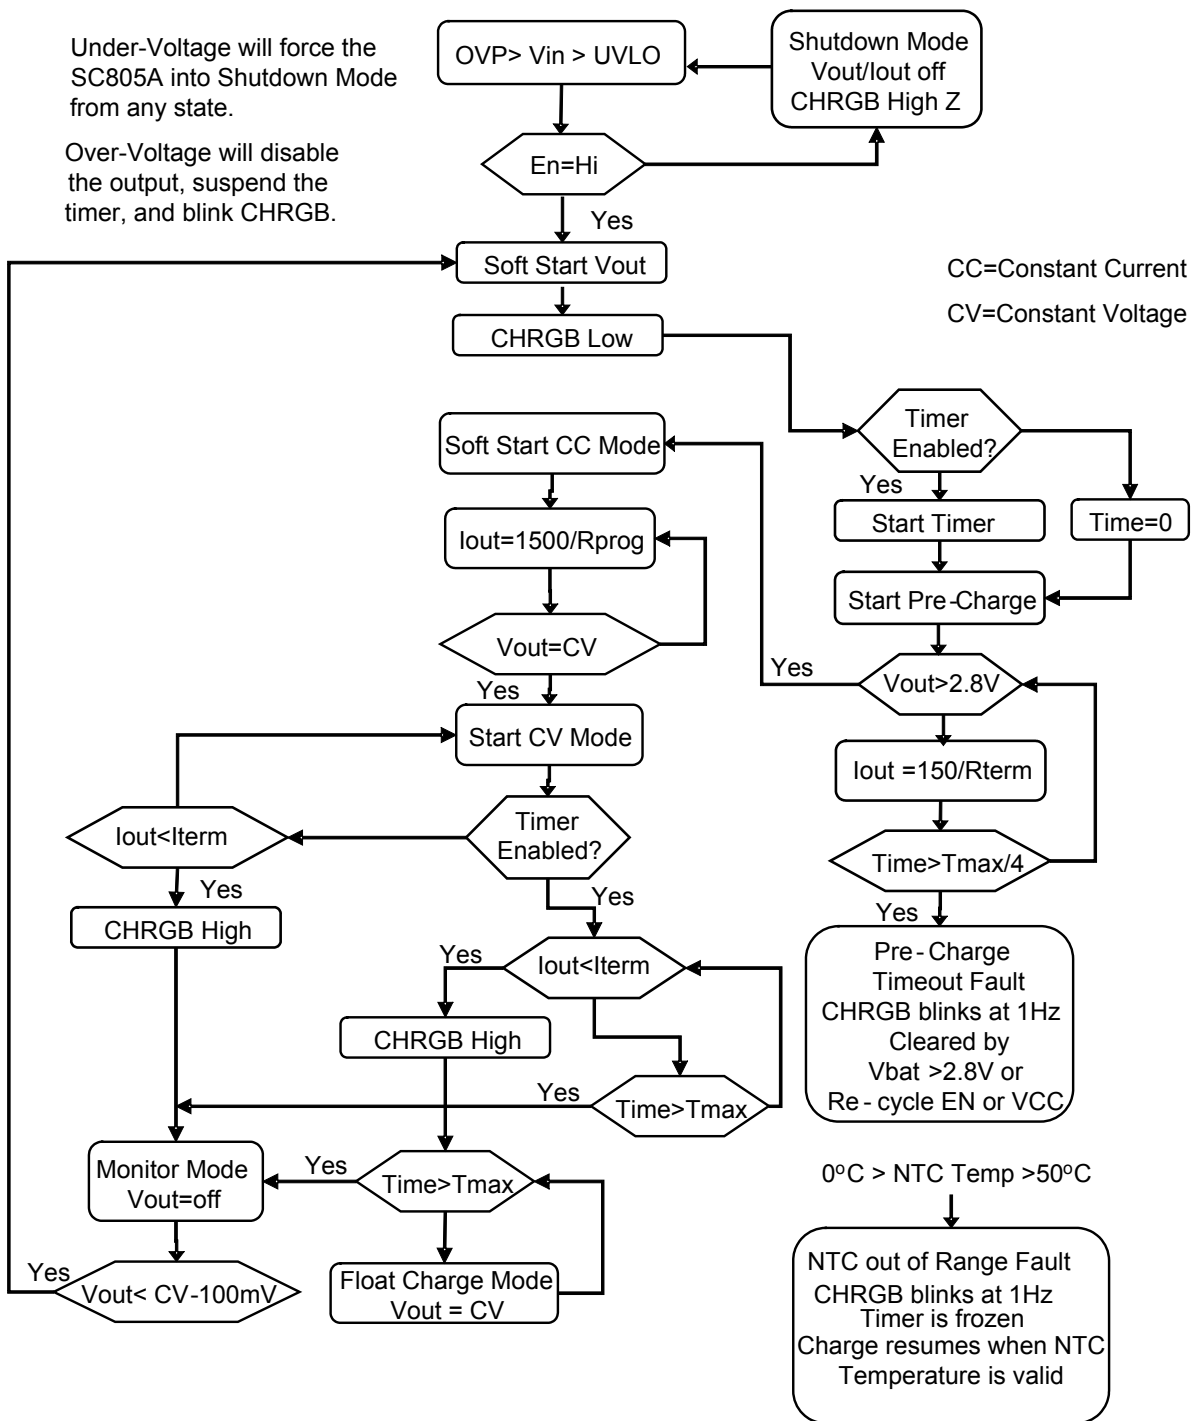 Under-Voltage will force the
SC805A into Shutdown Mode
from any state.
Over-Voltage will disable
the output, suspend the
timer, and blink CHRGB.
OVP> Vin > UVLO
Shutdown Mode
Vout/Iout off
CHRGB High Z
En=Hi
Yes
Soft Start Vout
CC=Constant Current
CV=Constant Voltage
CHRGB Low
Timer
Enabled?
Yes
Start Timer
Time=0
Start Pre-Charge
Vout>2.8V
Yes
Iout =150/Rterm
Time>Tmax/4
Yes
Pre-Charge
Timeout Fault
CHRGB blinks at 1Hz
Cleared by
Vbat >2.8V or
Re-cycle EN or VCC
Soft Start CC Mode
Iout=1500/Rprog
Vout=CV
Yes
Start CV Mode
Timer
Enabled?
Iout<Iterm
Yes
CHRGB High
Yes
Iout<Iterm
Yes
CHRGB High
Time>Tmax
Yes
Monitor Mode
Vout=off
Yes
Time>Tmax
Float Charge Mode
Vout = CV
Vout< CV-100mV
Yes
0ºC > NTC Temp >50ºC
NTC out of Range Fault
CHRGB blinks at 1Hz
Timer is frozen
Charge resumes when NTC
Temperature is valid